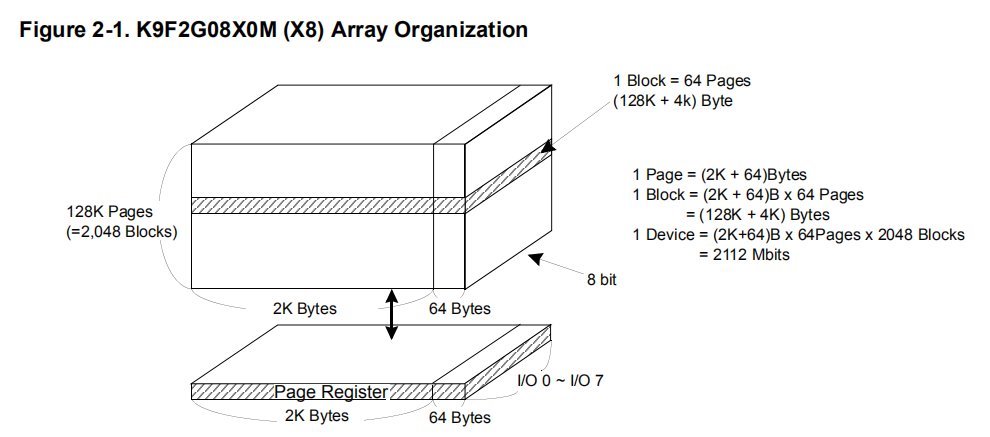 Figure 2-1. K9F2G08X0M (X8) Array Organization
1 Block = 64 Pages
(128K + 4k) Byte
1 Page = (2K + 64)Bytes
1 Block = (2K + 64)B x 64 Pages
= (128K + 4K) Bytes
1 Device = (2K+64)B x 64Pages x 2048 Blocks
= 2112 Mbits
128K Pages
(=2,048 Blocks)
8 bit
2K Bytes
64 Bytes
Page Register
I/O 0 ~ I/O 7
2K Bytes
64 Bytes